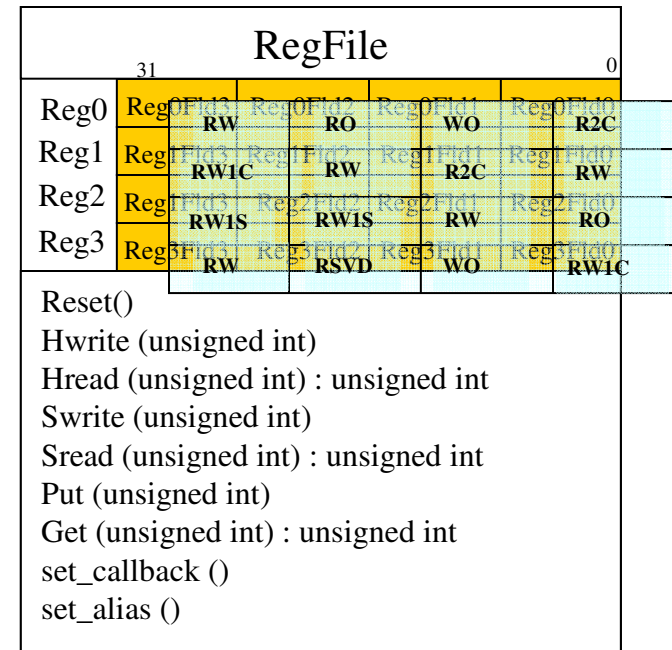 RegFile
31 0
Reg0 Reg0Fld3 Reg0Fld2 Reg0Fld1 Reg0Fld0
RW RO WO R2C
Reg1 Reg1Fld3 Reg1Fld2 Reg1Fld1 Reg1Fld0
RW1C RW R2C RW
Reg2 Reg2Fld2 Reg2Fld1 Reg2Fld0
RW1S RW1S RW RO
Reg3 Reg3Fld3 Reg3Fld2 Reg3Fld1 Reg3Fld0
RW RSVD WO RW1C
Reset()
Hwrite (unsigned int)
Hread (unsigned int) : unsigned int
Swrite (unsigned int)
Sread (unsigned int) : unsigned int
Put (unsigned int)
Get (unsigned int) : unsigned int
set_callback ()
set_alias ()